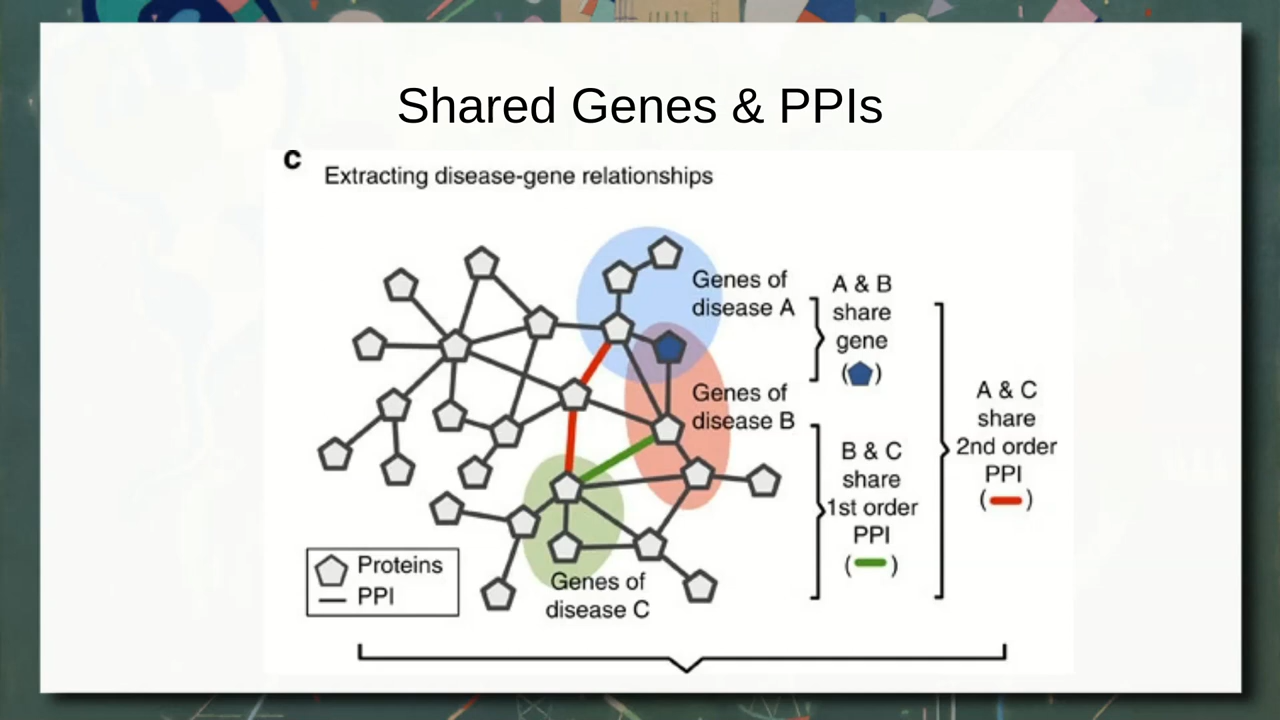 Shared Genes & PPIs
c
Extracting disease-gene relationships
Genes of
disease A
A & B
share
gene
( )
Genes of
disease B
B & C
share
1st order
PPI
( )
A & C
share
2nd order
PPI
( )
Proteins
PPI
Genes of
disease C